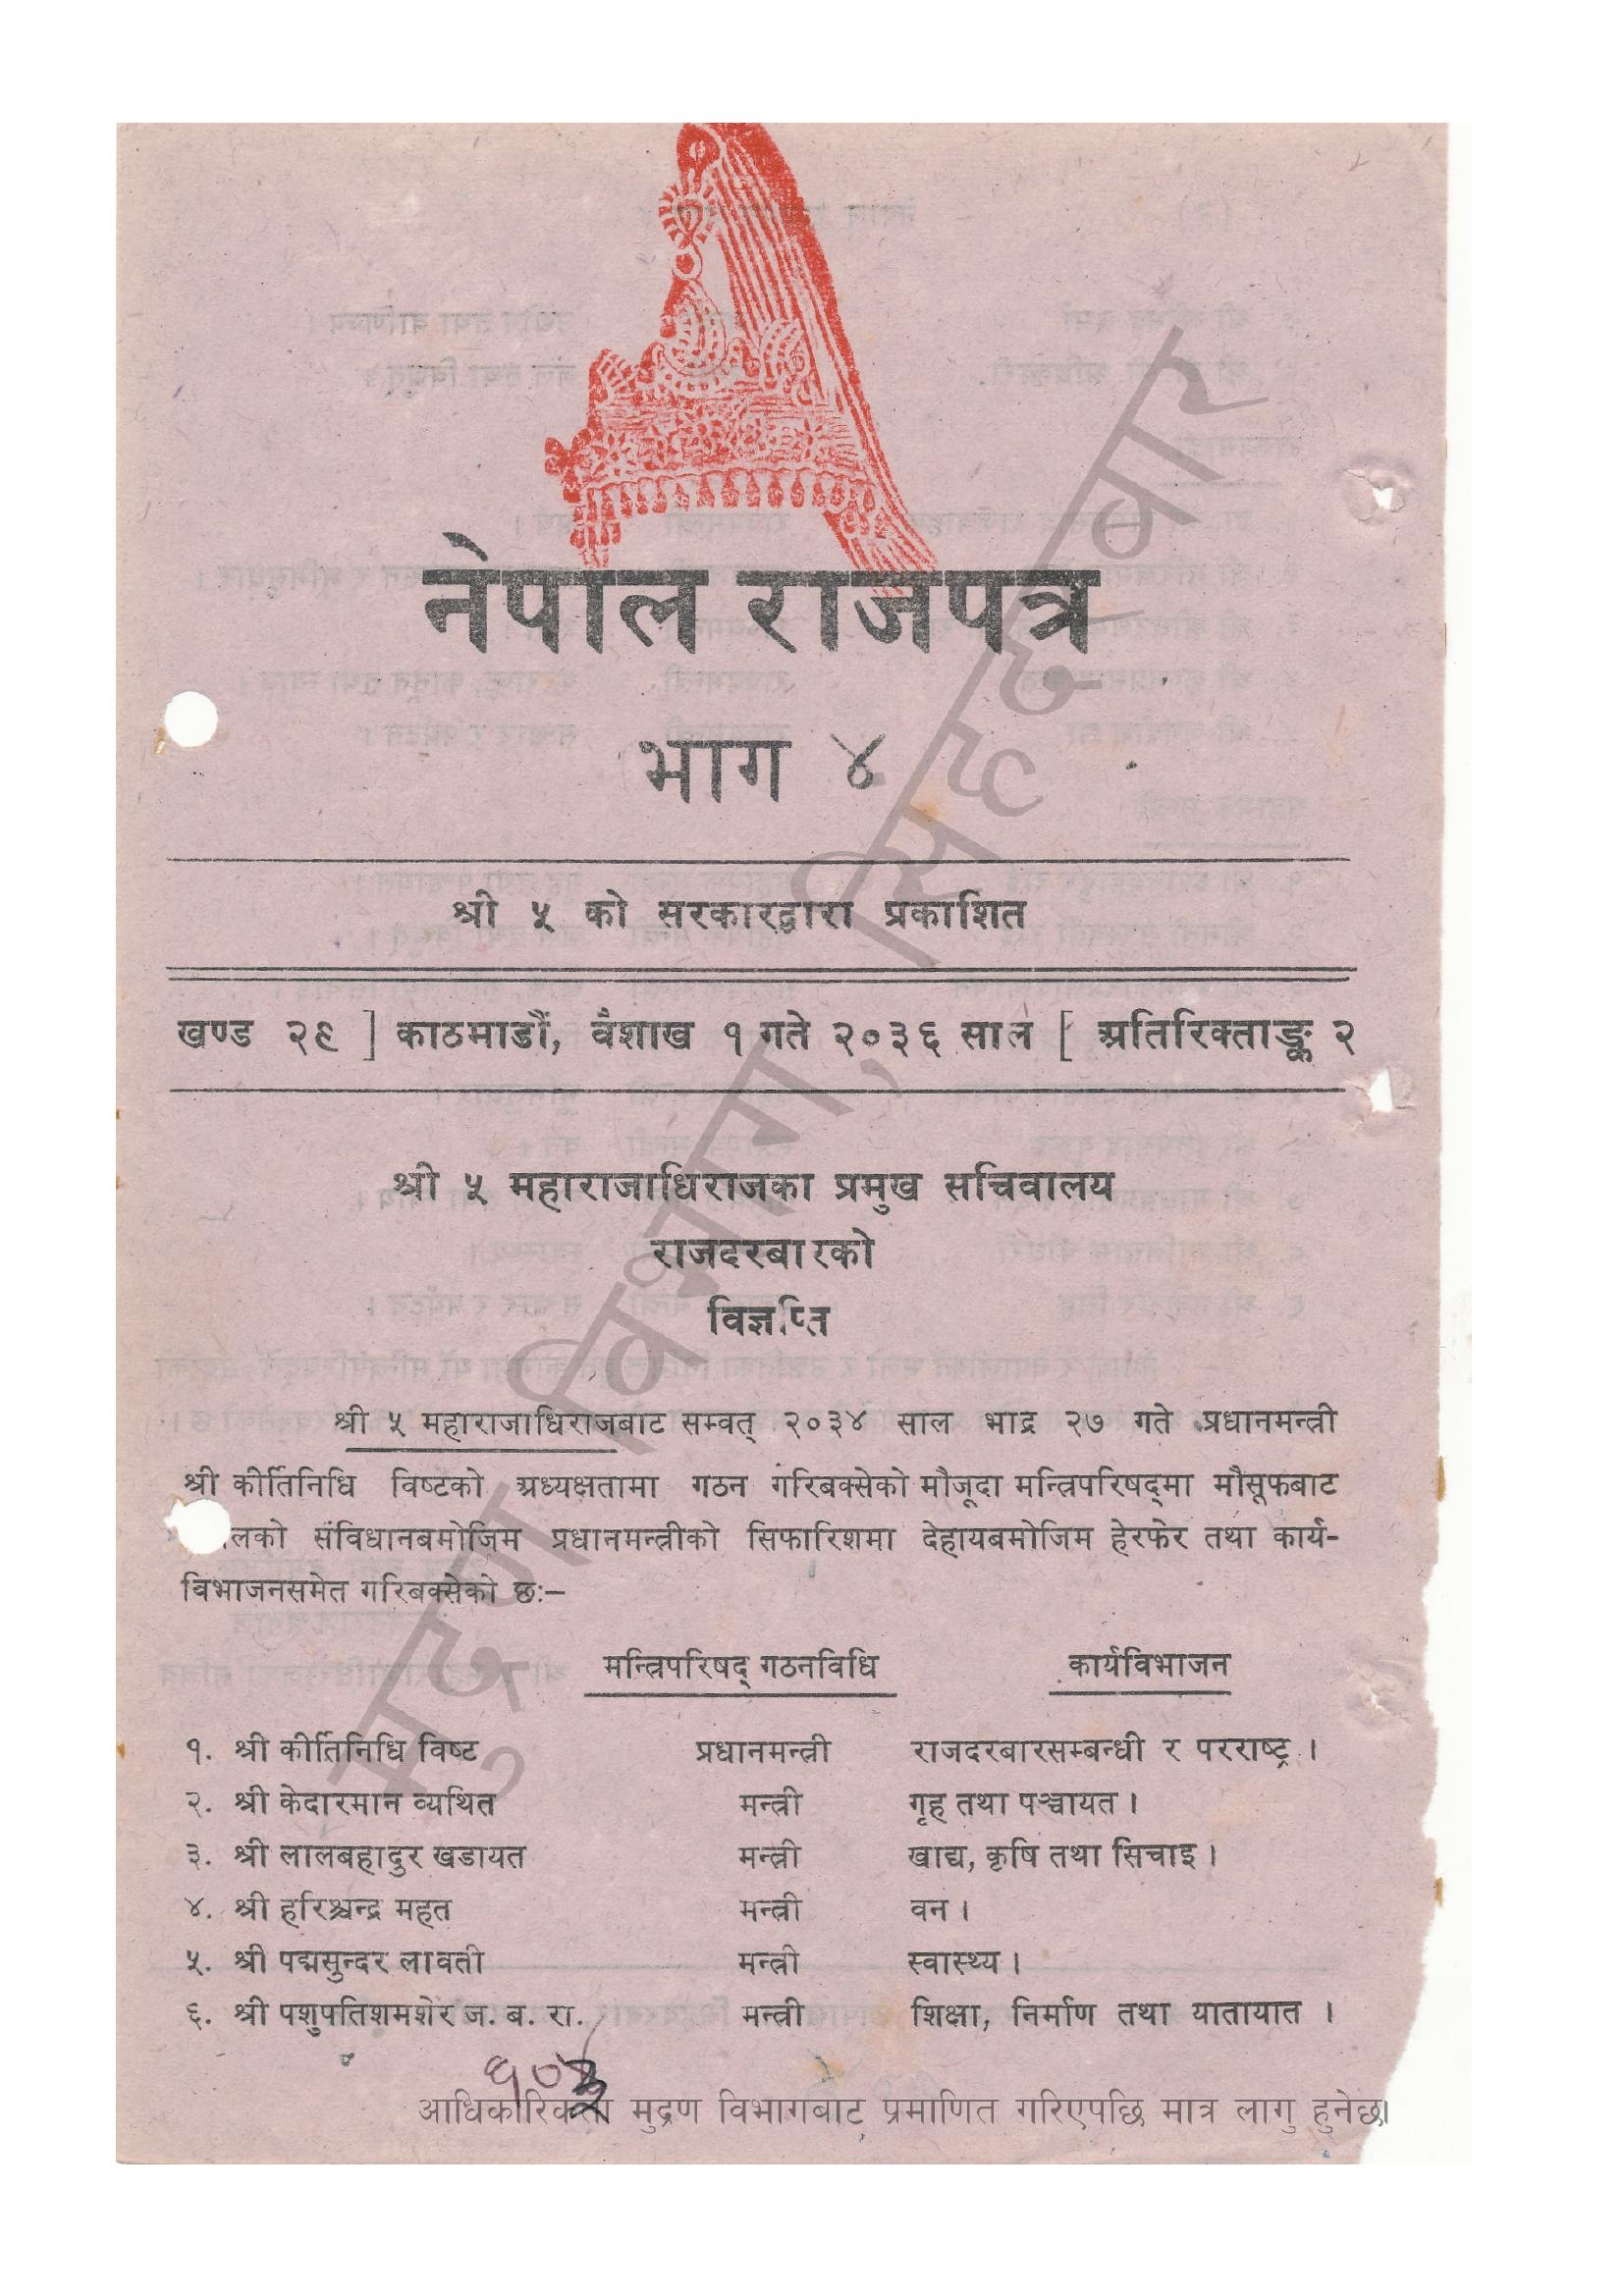 नेपाल राजपत्र
भाग ४
श्री ५ को सरकारद्वारा प्रकाशित
खण्ड २९ ] काठमाडौं, वैशाख १ गते २०३६ साल [ अतिरिक्ताङ्क २
श्री ५ महाराजाधिराजका प्रमुख सचिवालय
राजदरबारको
विज्ञप्ति
श्री ५ महाराजाधिराजबाट सम्वत् २०३४ साल भाद्र २७ गते प्रधानमन्त्री
श्री कीर्तिनिधि विष्टको अध्यक्षतामा गठन गरिबक्सेको मौजूदा मन्त्रिपरिषद्मा मौसूफबाट
लको संविधानबमोजिम प्रधानमन्त्रीको सिफारिशमा देहायबमोजिम हेरफेर तथा कार्य-
विभाजनसमेत गरिबक्सेको छः–
मन्त्रिपरिषद् गठनविधि कार्यविभाजन
१. श्री कीर्तिनिधि विष्ट प्रधानमन्त्री राजदरबारसम्बन्धी र परराष्ट्र ।
२. श्री केदारमान व्यथित मन्त्री गृह तथा पञ्चायत ।
३. श्री लालबहादुर खडायत मन्त्री खाद्य, कृषि तथा सिचाइ ।
४. श्री हरिश्चन्द्र महत मन्त्री वन ।
५. श्री पद्मसुन्दर लावती मन्त्री स्वास्थ्य ।
६. श्री पशुपतिशमशेर ज. ब. रा. मन्त्री शिक्षा, निर्माण तथा यातायात ।
आधिकारिकता मुद्रण विभागबाट प्रमाणित गरिएपछि मात्र लागु हुनेछ।
मुद्रण विभाग, सिंहदरबार